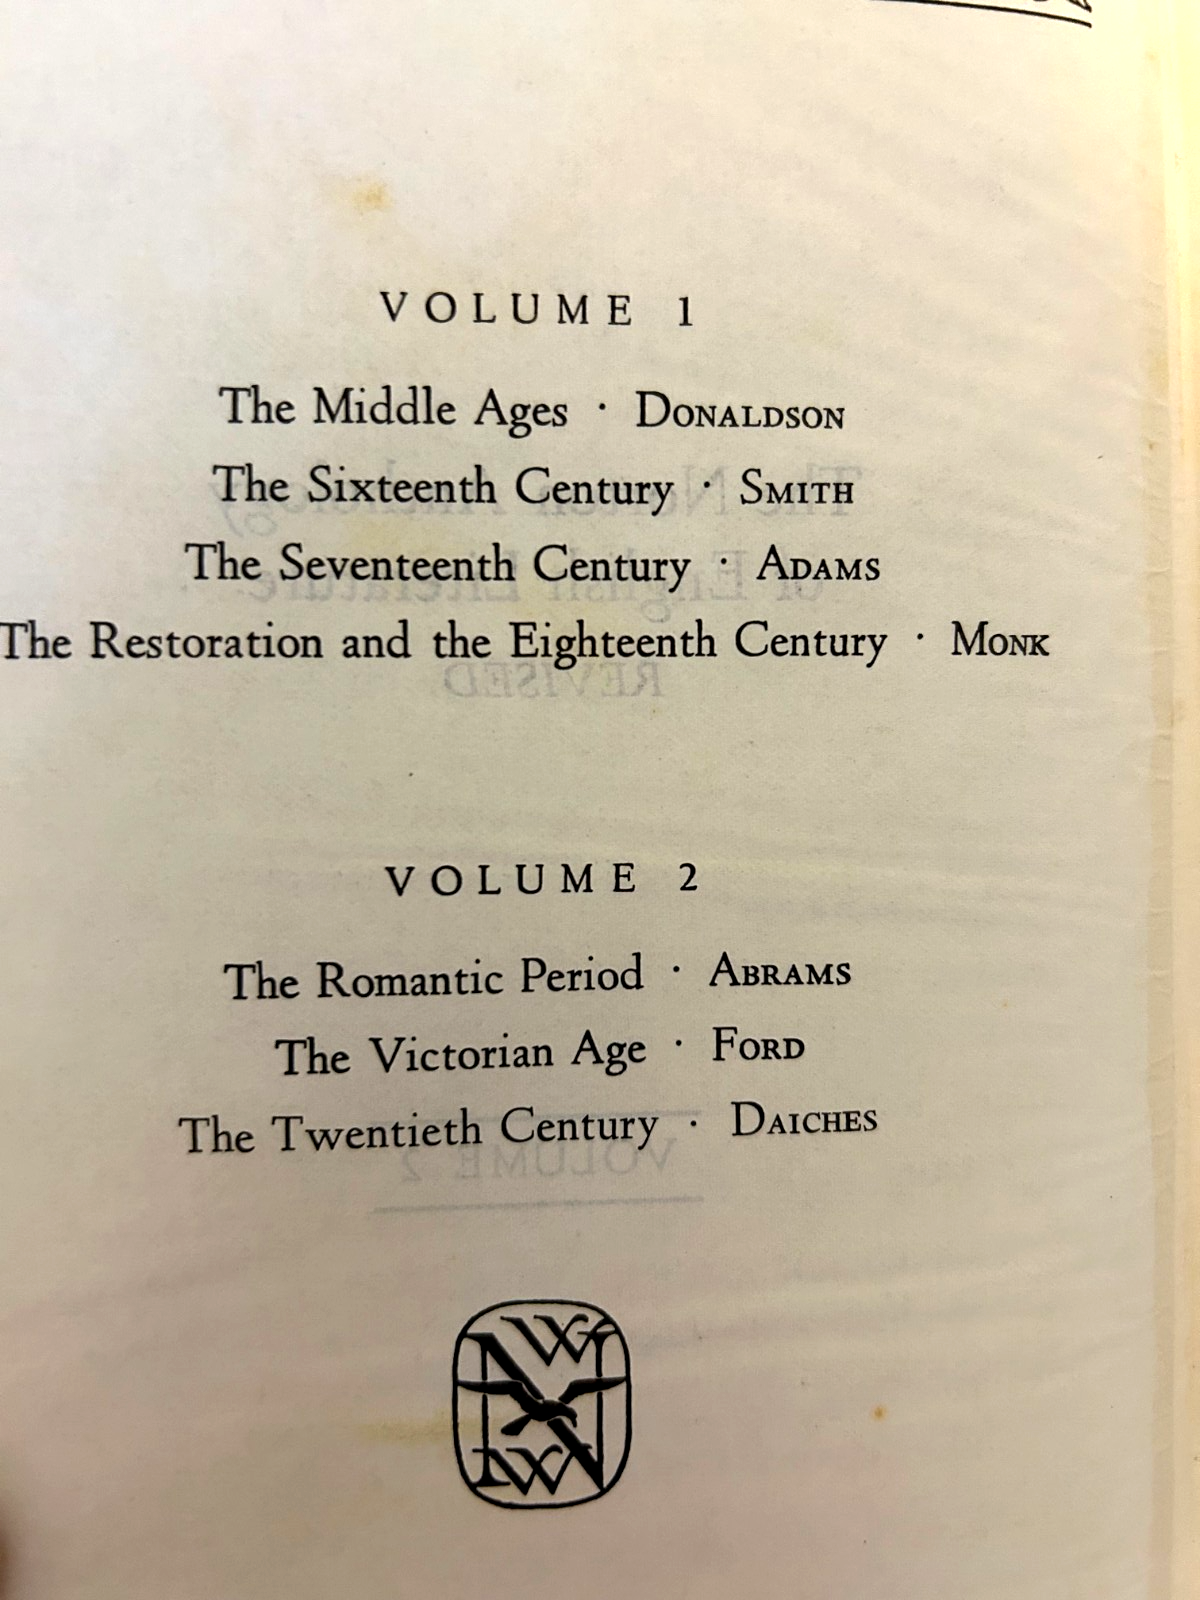 VOLUME 1
The Middle Ages · DONALDSON
The Sixteenth Century · SMITH
The Seventeenth Century · ADAMS
The Restoration and the Eighteenth Century · MONK
VOLUME 2
The Romantic Period · ABRAMS
The Victorian Age · FORD
The Twentieth Century · DAICHES
W
N
WW